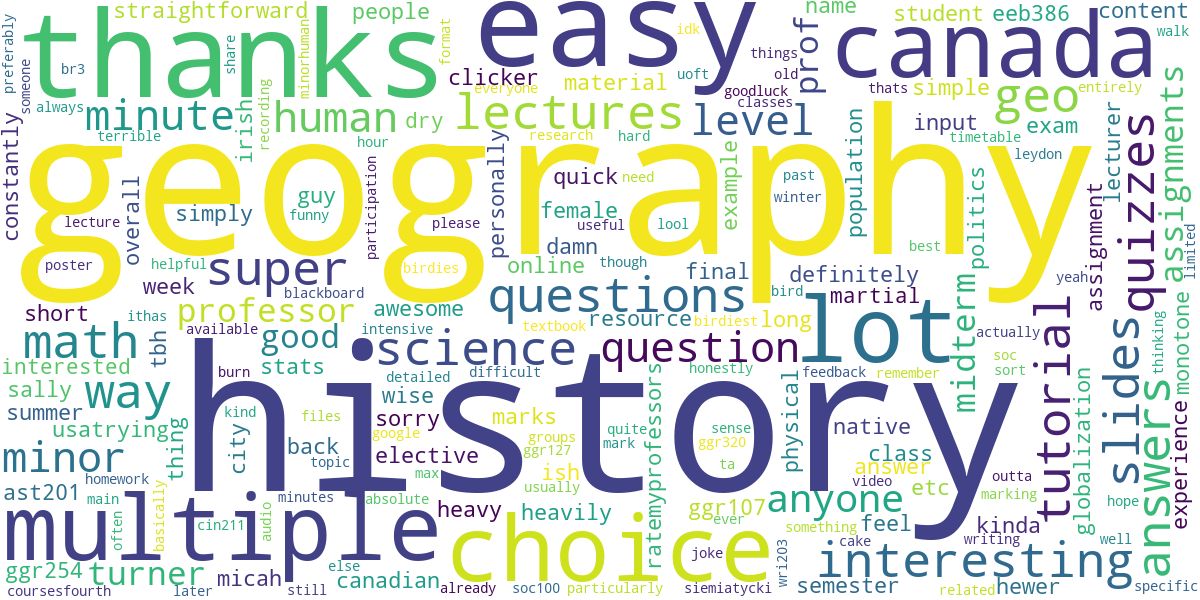 preferably
someone
constantly
br3
straightforward
thanks
people
share
format
minorhuman
always
minute
terrible
irish
recording
human
dry
easy
idk
clicker
material
everyone
lectures
uoft
things
old
goodluck
classes
prof
name
level
canada
student
eeb386
content
walk
thats
simple
entirely
geo
input
exam
timetable
leydon
lecturer
quizzes
assignments
limited
geography
hour
research
hard
personally
participation
example
past
winter
population
politics
assignment
overall
lecture
simply
guy
funny
quick
need
female
useful
please
lool
damn
best
poster
helpful
birdies
online
though
final
bird
definitely
yeah
week
super
blackboard
questions
martial
midterm
tutorial
monotone
short
professor
awesome
textbook
resource
birdiest
long
lot
ithas
math
available
good
intensive
science
question
actually
slides
thinking
interested
tbh
stats
burn
detailed
difficult
honestly
feedback
remember
soc
sort
sally
way
history
wise
ratemyprofessors
physical
globalization
answers
experience
summer
kind
files
sorry
marks
usatrying
thing
city
google
groups
quite
sense
native
minor
back
topic
elective
ggr127
mark
ggr320
class
homework
max
ish
usually
ta
answer
outta
ast201
main
minutes
absolute
video
etc
marking
hope
multiple
often
basically
cin211
audio
heavy
choice
heavily
ggr107
ever
anyone
something
feel
kinda
writing
well
joke
cake
wri203
ggr254
turner
micah
else
canadian
interesting
coursesfourth
later
still
already
soc100
particularly
siemiatycki
semester
related
hewer
specific